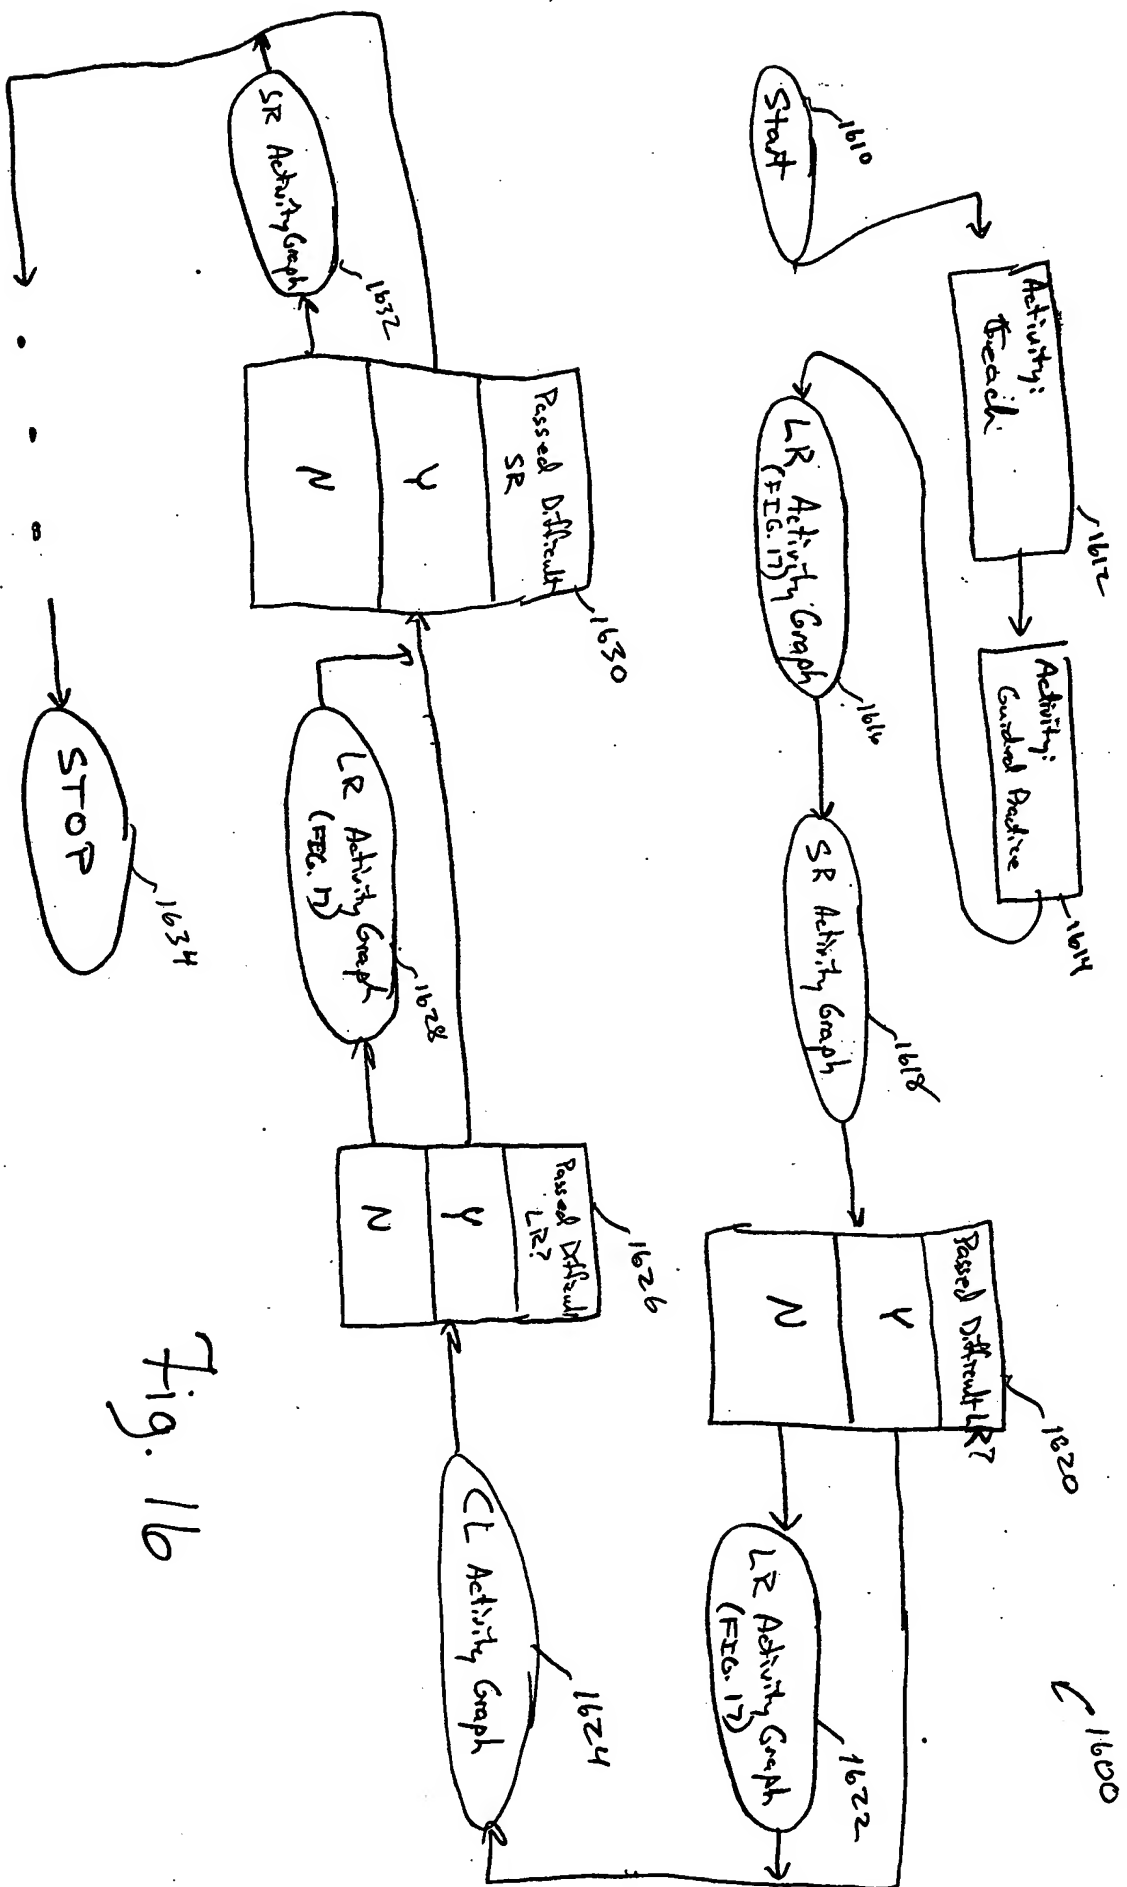 1600
1610
Start
1612
Activity:
Teach
1614
Activity:
Guided Practice
1616
LR Activity Graph
(FIG. 17)
1618
SR Activity Graph
1620
Passed Difficult LR?
Y
N
1622
LR Activity Graph
(FIG. 17)
1624
CL Activity Graph
1626
Passed Difficult
LR?
Y
N
1628
LR Activity Graph
(FIG. 17)
1630
Passed Difficult
SR
Y
N
1632
SR Activity Graph
1634
STOP
Fig. 16